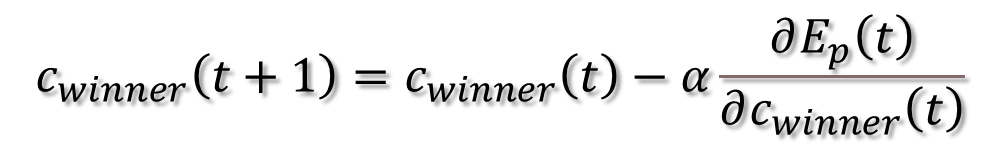 c_winner(t + 1) = c_winner(t) − α ∂E_p(t) / ∂c_winner(t)